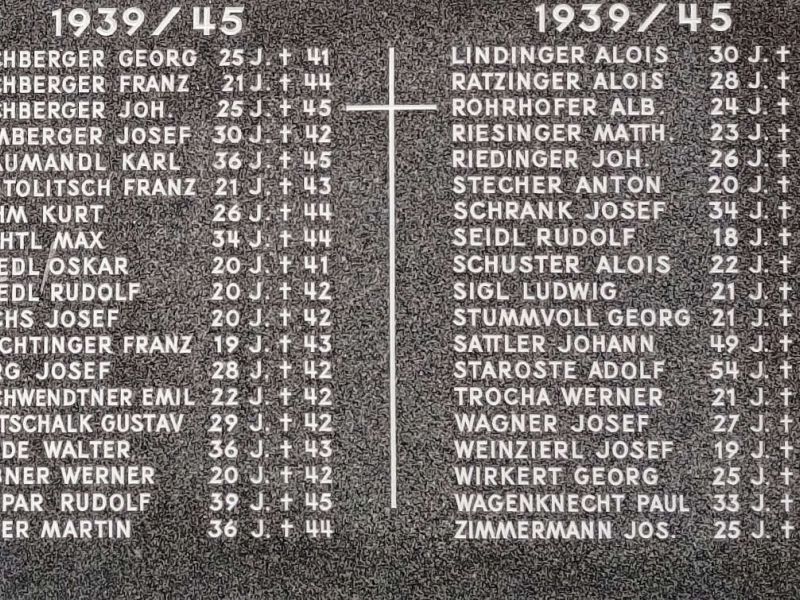 1939/45
CHBERGER GEORG 25 J. † 41
CHBERGER FRANZ 21 J. † 44
CHBERGER JOH. 25 J. † 45
MBERGER JOSEF 30 J. † 42
AUMANDL KARL 36 J. † 45
TOLITSCH FRANZ 21 J. † 43
HM KURT 26 J. † 44
HTL MAX 34 J. † 44
EDL OSKAR 20 J. † 41
EDL RUDOLF 20 J. † 42
CHS JOSEF 20 J. † 42
CHTINGER FRANZ 19 J. † 43
RG JOSEF 28 J. † 42
CHWENDTNER EMIL 22 J. † 42
TSCHALK GUSTAV 29 J. † 42
DE WALTER 36 J. † 43
BNER WERNER 20 J. † 42
PAR RUDOLF 39 J. † 45
ER MARTIN 36 J. † 44
1939/45
LINDINGER ALOIS 30 J. †
RATZINGER ALOIS 28 J. †
ROHRHOFER ALB. 24 J. †
RIESINGER MATTH. 23 J. †
RIEDINGER JOH. 26 J. †
STECHER ANTON 20 J. †
SCHRANK JOSEF 34 J. †
SEIDL RUDOLF 18 J. †
SCHUSTER ALOIS 22 J. †
SIGL LUDWIG 21 J. †
STUMMVOLL GEORG 21 J. †
SATTLER JOHANN 49 J. †
STAROSTE ADOLF 54 J. †
TROCHA WERNER 21 J. †
WAGNER JOSEF 27 J. †
WEINZIERL JOSEF 19 J. †
WIRKERT GEORG 25 J. †
WAGENKNECHT PAUL 33 J. †
ZIMMERMANN JOS. 25 J. †